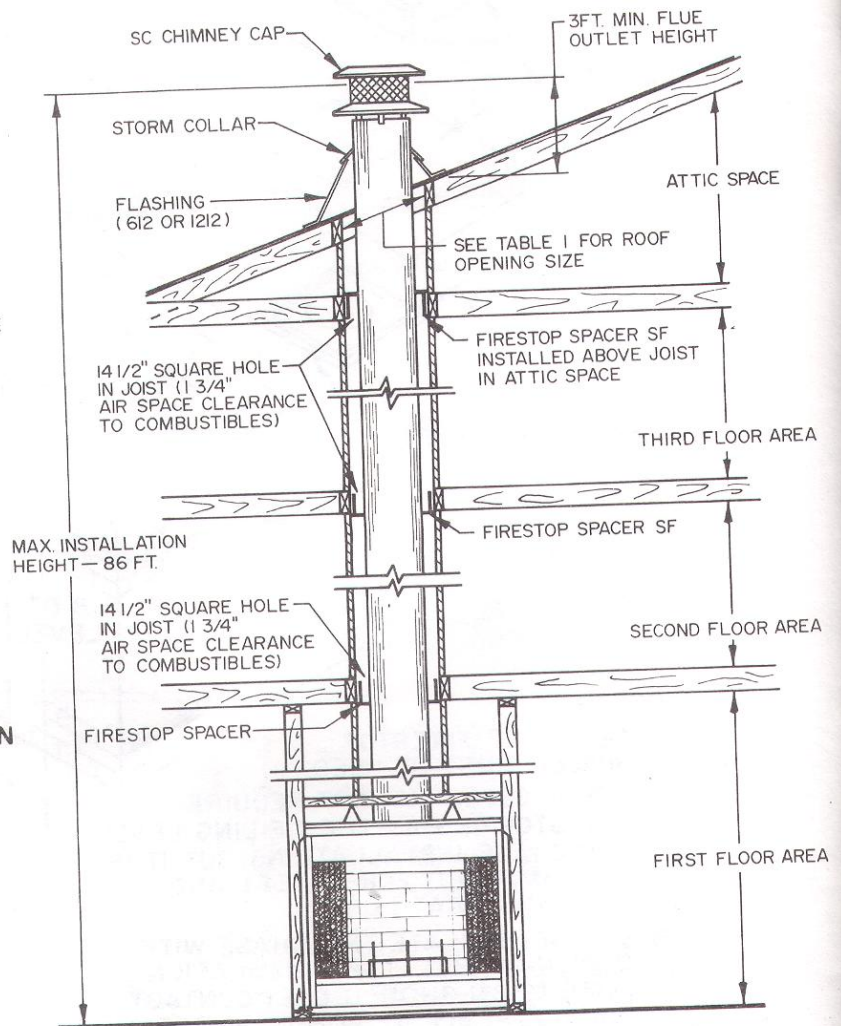 3FT. MIN. FLUE
OUTLET HEIGHT
SC CHIMNEY CAP
STORM COLLAR
FLASHING
(612 OR 1212)
ATTIC SPACE
SEE TABLE I FOR ROOF
OPENING SIZE
FIRESTOP SPACER SF
INSTALLED ABOVE JOIST
IN ATTIC SPACE
14 1/2" SQUARE HOLE
IN JOIST (1 3/4"
AIR SPACE CLEARANCE
TO COMBUSTIBLES)
THIRD FLOOR AREA
FIRESTOP SPACER SF
MAX. INSTALLATION
HEIGHT — 86 FT.
14 1/2" SQUARE HOLE
IN JOIST (1 3/4"
AIR SPACE CLEARANCE
TO COMBUSTIBLES)
SECOND FLOOR AREA
N
FIRESTOP SPACER
FIRST FLOOR AREA